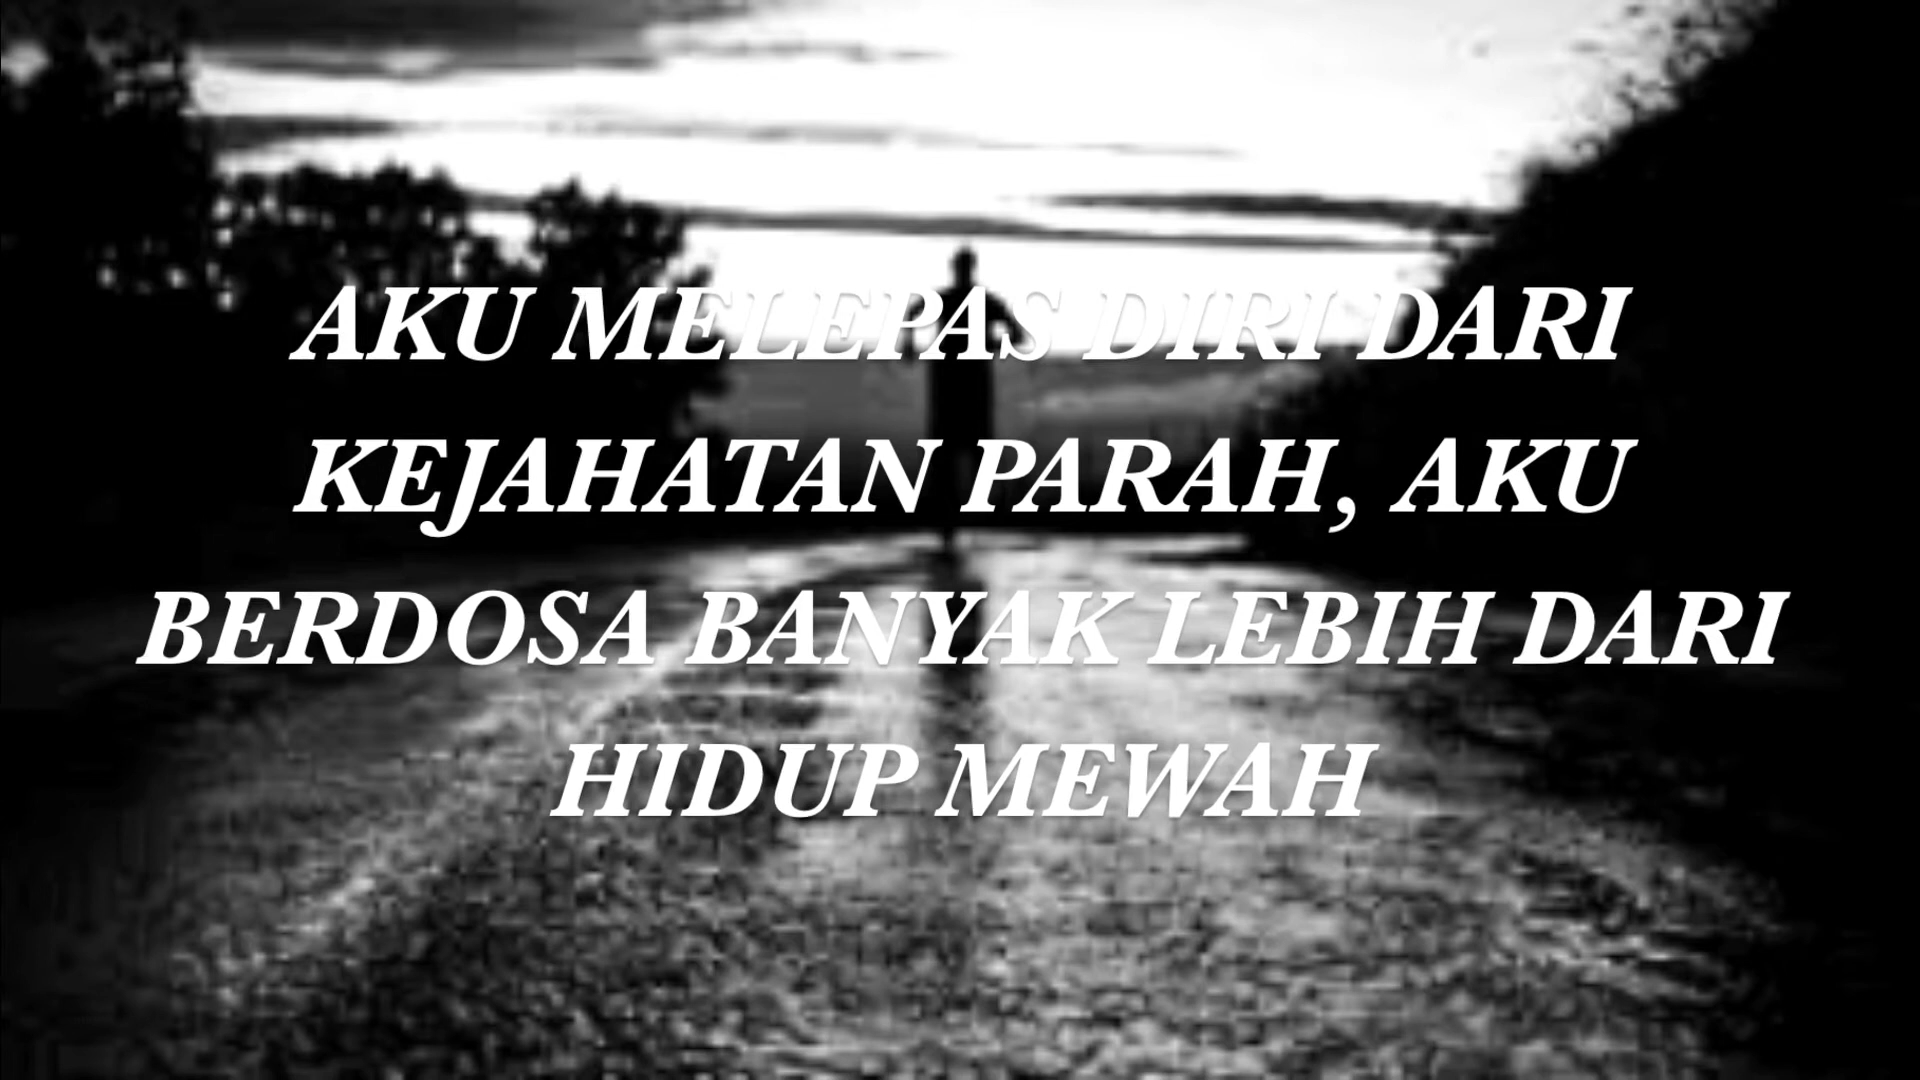 AKU MELEPAS DIRI DARI
KEJAHATAN PARAH, AKU
BERDOSA BANYAK LEBIH DARI
HIDUP MEWAH